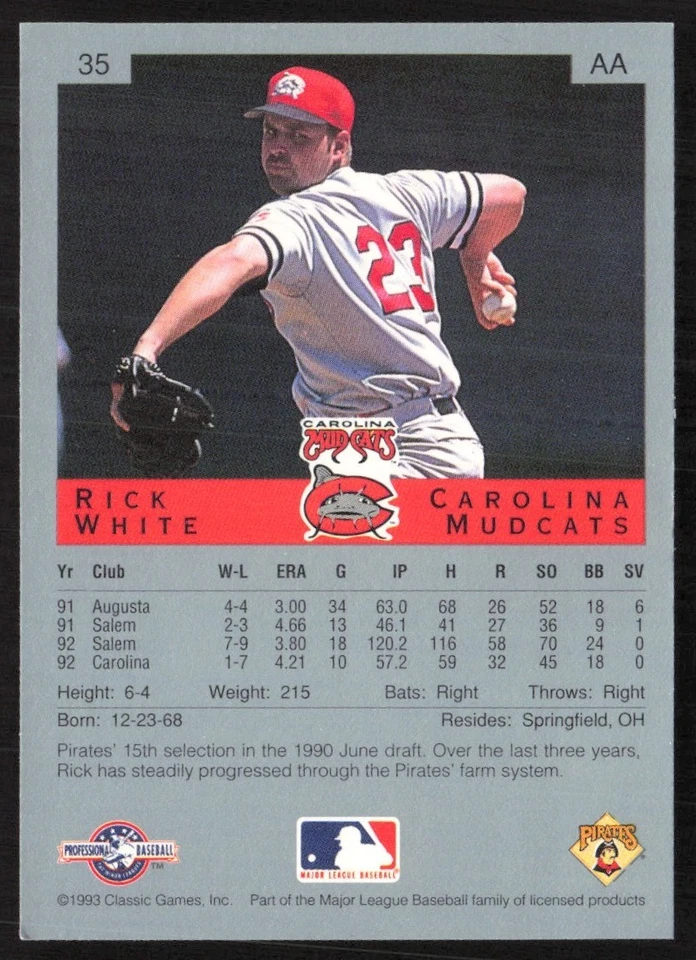 35 AA
23
CAROLINA
MUDCATS
RICK WHITE
CAROLINA MUDCATS
Yr Club W-L ERA G IP H R SO BB SV
91 Augusta 4-4 3.00 34 63.0 68 26 52 18 6
91 Salem 2-3 4.66 13 46.1 41 27 36 9 1
92 Salem 7-9 3.80 18 120.2 116 58 70 24 0
92 Carolina 1-7 4.21 10 57.2 59 32 45 18 0
Height: 6-4 Weight: 215 Bats: Right Throws: Right
Born: 12-23-68 Resides: Springfield, OH
Pirates' 15th selection in the 1990 June draft. Over the last three years,
Rick has steadily progressed through the Pirates' farm system.
PROFESSIONAL BASEBALL
THE MINOR LEAGUES
TM
MAJOR LEAGUE BASEBALL
PIRATES
©1993 Classic Games, Inc. Part of the Major League Baseball family of licensed products